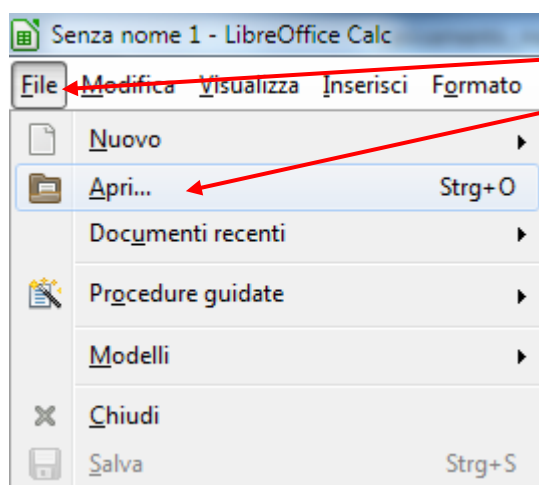 Senza nome 1 - LibreOffice Calc
File Modifica Visualizza Inserisci Formato
Nuovo
Apri... Strg+O
Documenti recenti
Procedure guidate
Modelli
Chiudi
Salva Strg+S